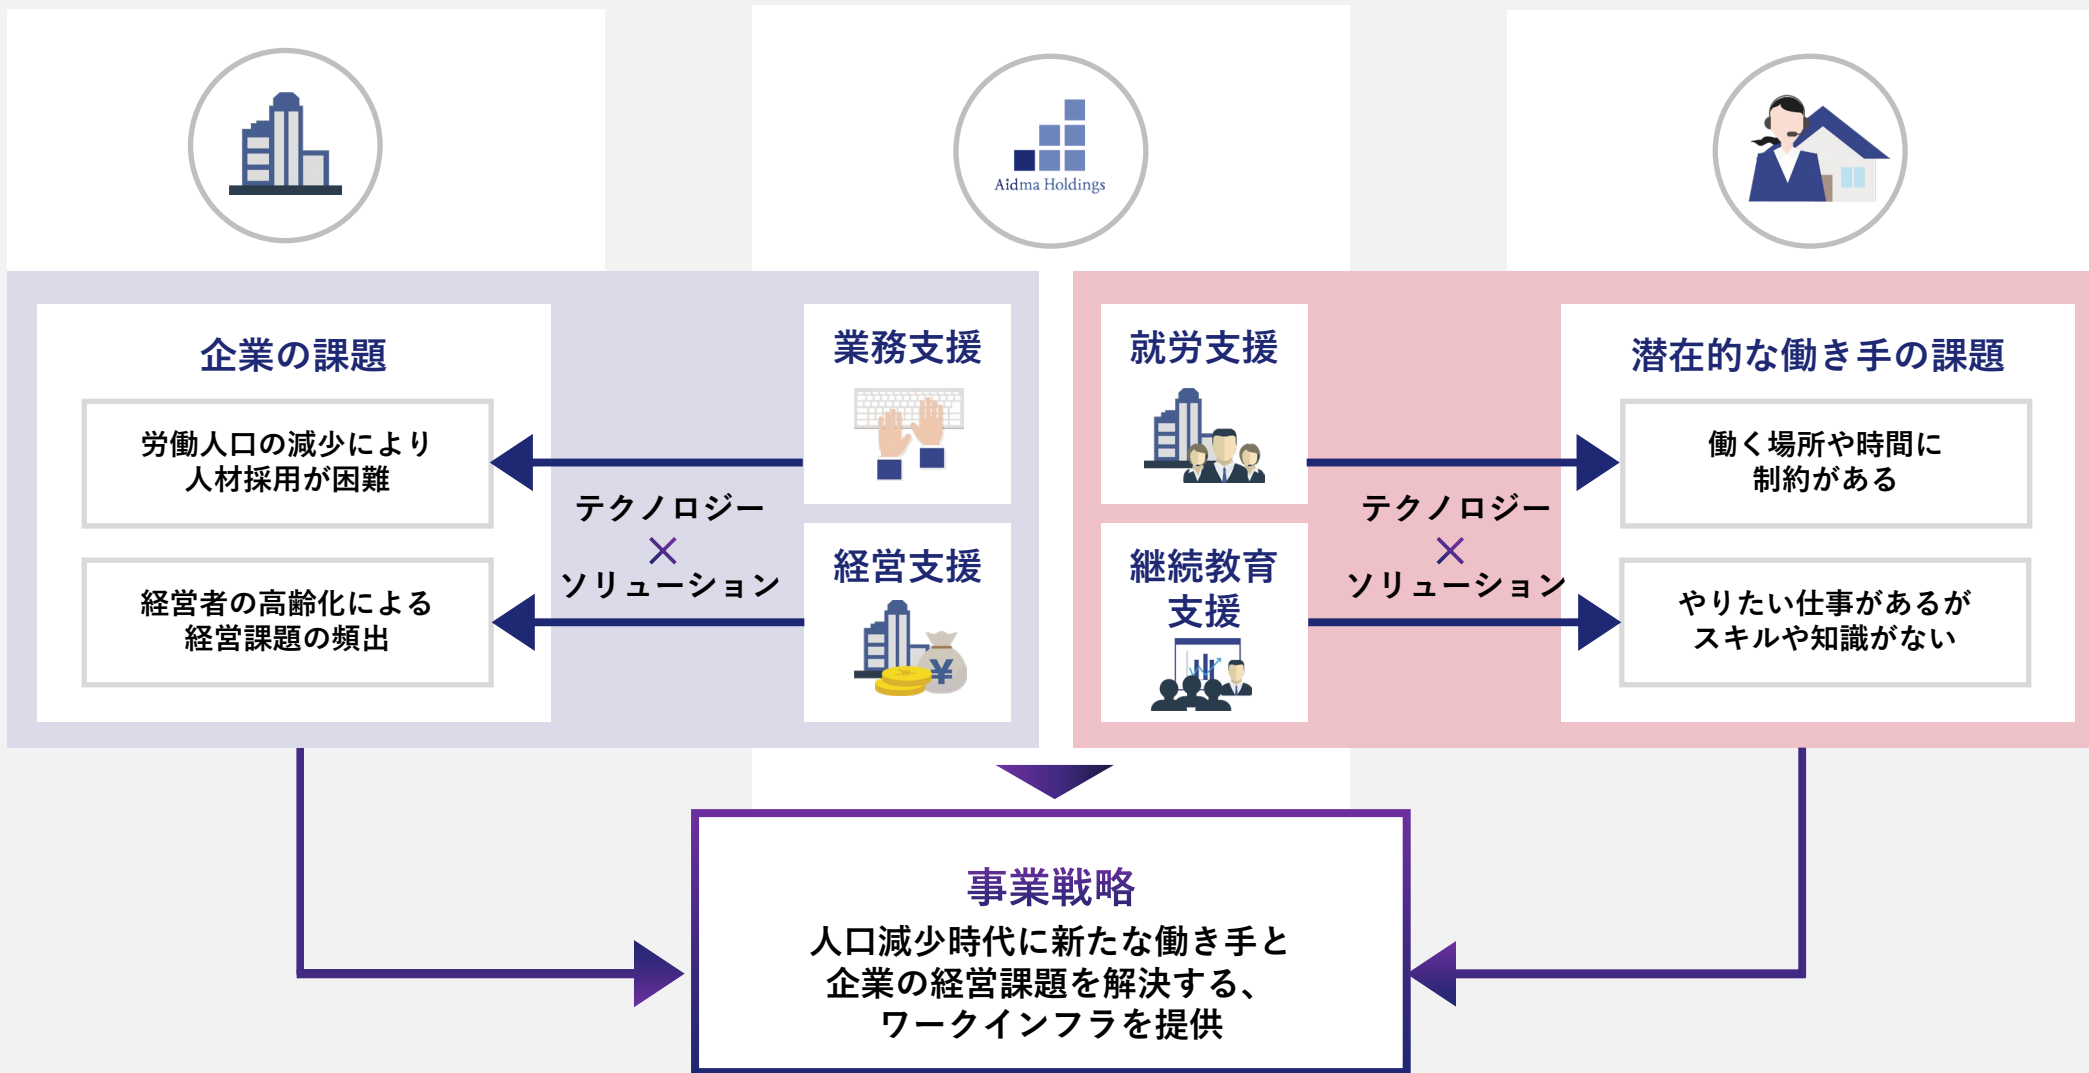 Aidma Holdings
企業の課題
労働人口の減少により
人材採用が困難
経営者の高齢化による
経営課題の頻出
テクノロジー
×
ソリューション
業務支援
経営支援
¥
就労支援
継続教育
支援
テクノロジー
×
ソリューション
潜在的な働き手の課題
働く場所や時間に
制約がある
やりたい仕事があるが
スキルや知識がない
事業戦略
人口減少時代に新たな働き手と
企業の経営課題を解決する、
ワークインフラを提供